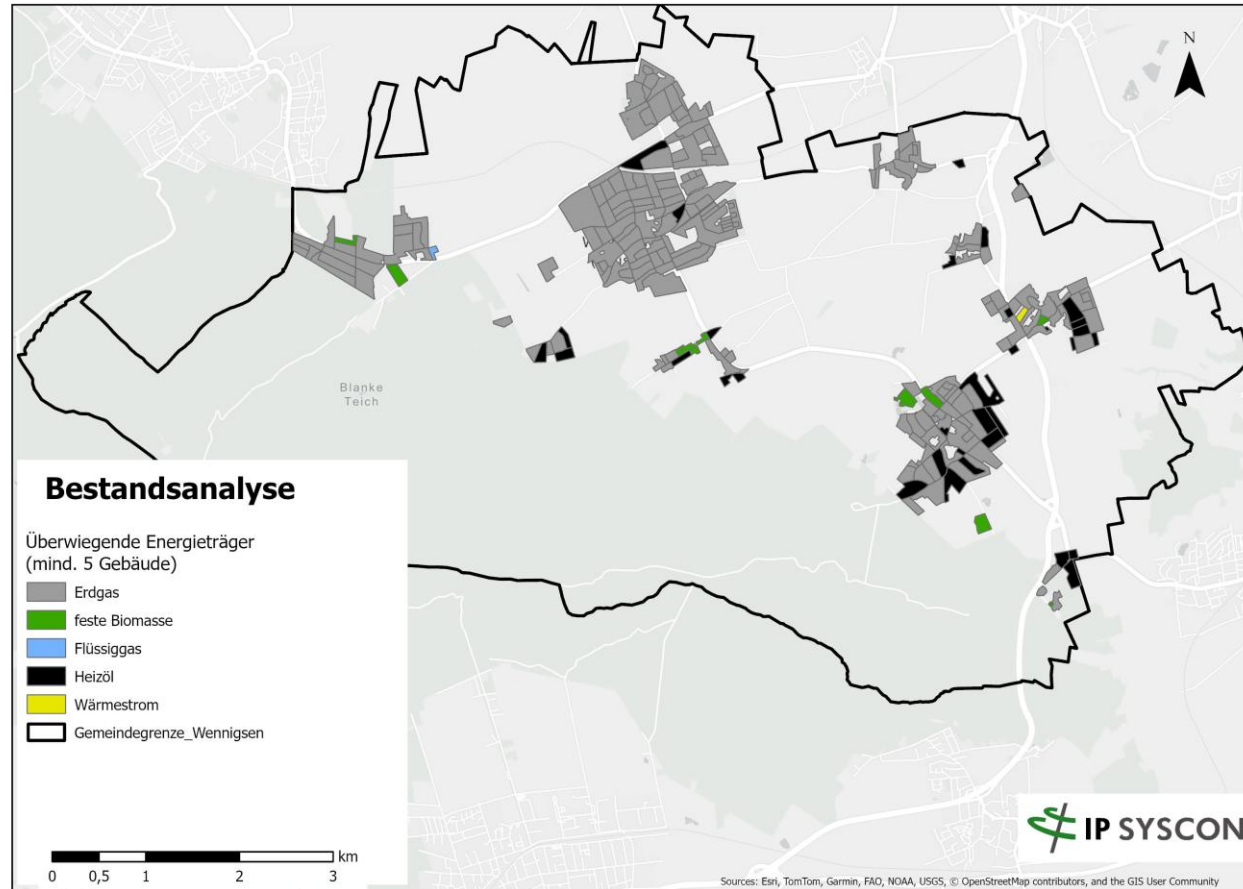 N
Blanke
Teich
Bestandsanalyse
Überwiegende Energieträger
(mind. 5 Gebäude)
Erdgas
feste Biomasse
Flüssiggas
Heizöl
Wärmestrom
Gemeindegrenze_Wennigsen
km
0 0,5 1 2 3
IP SYSCON
Sources: Esri, TomTom, Garmin, FAO, NOAA, USGS, © OpenStreetMap contributors, and the GIS User Community